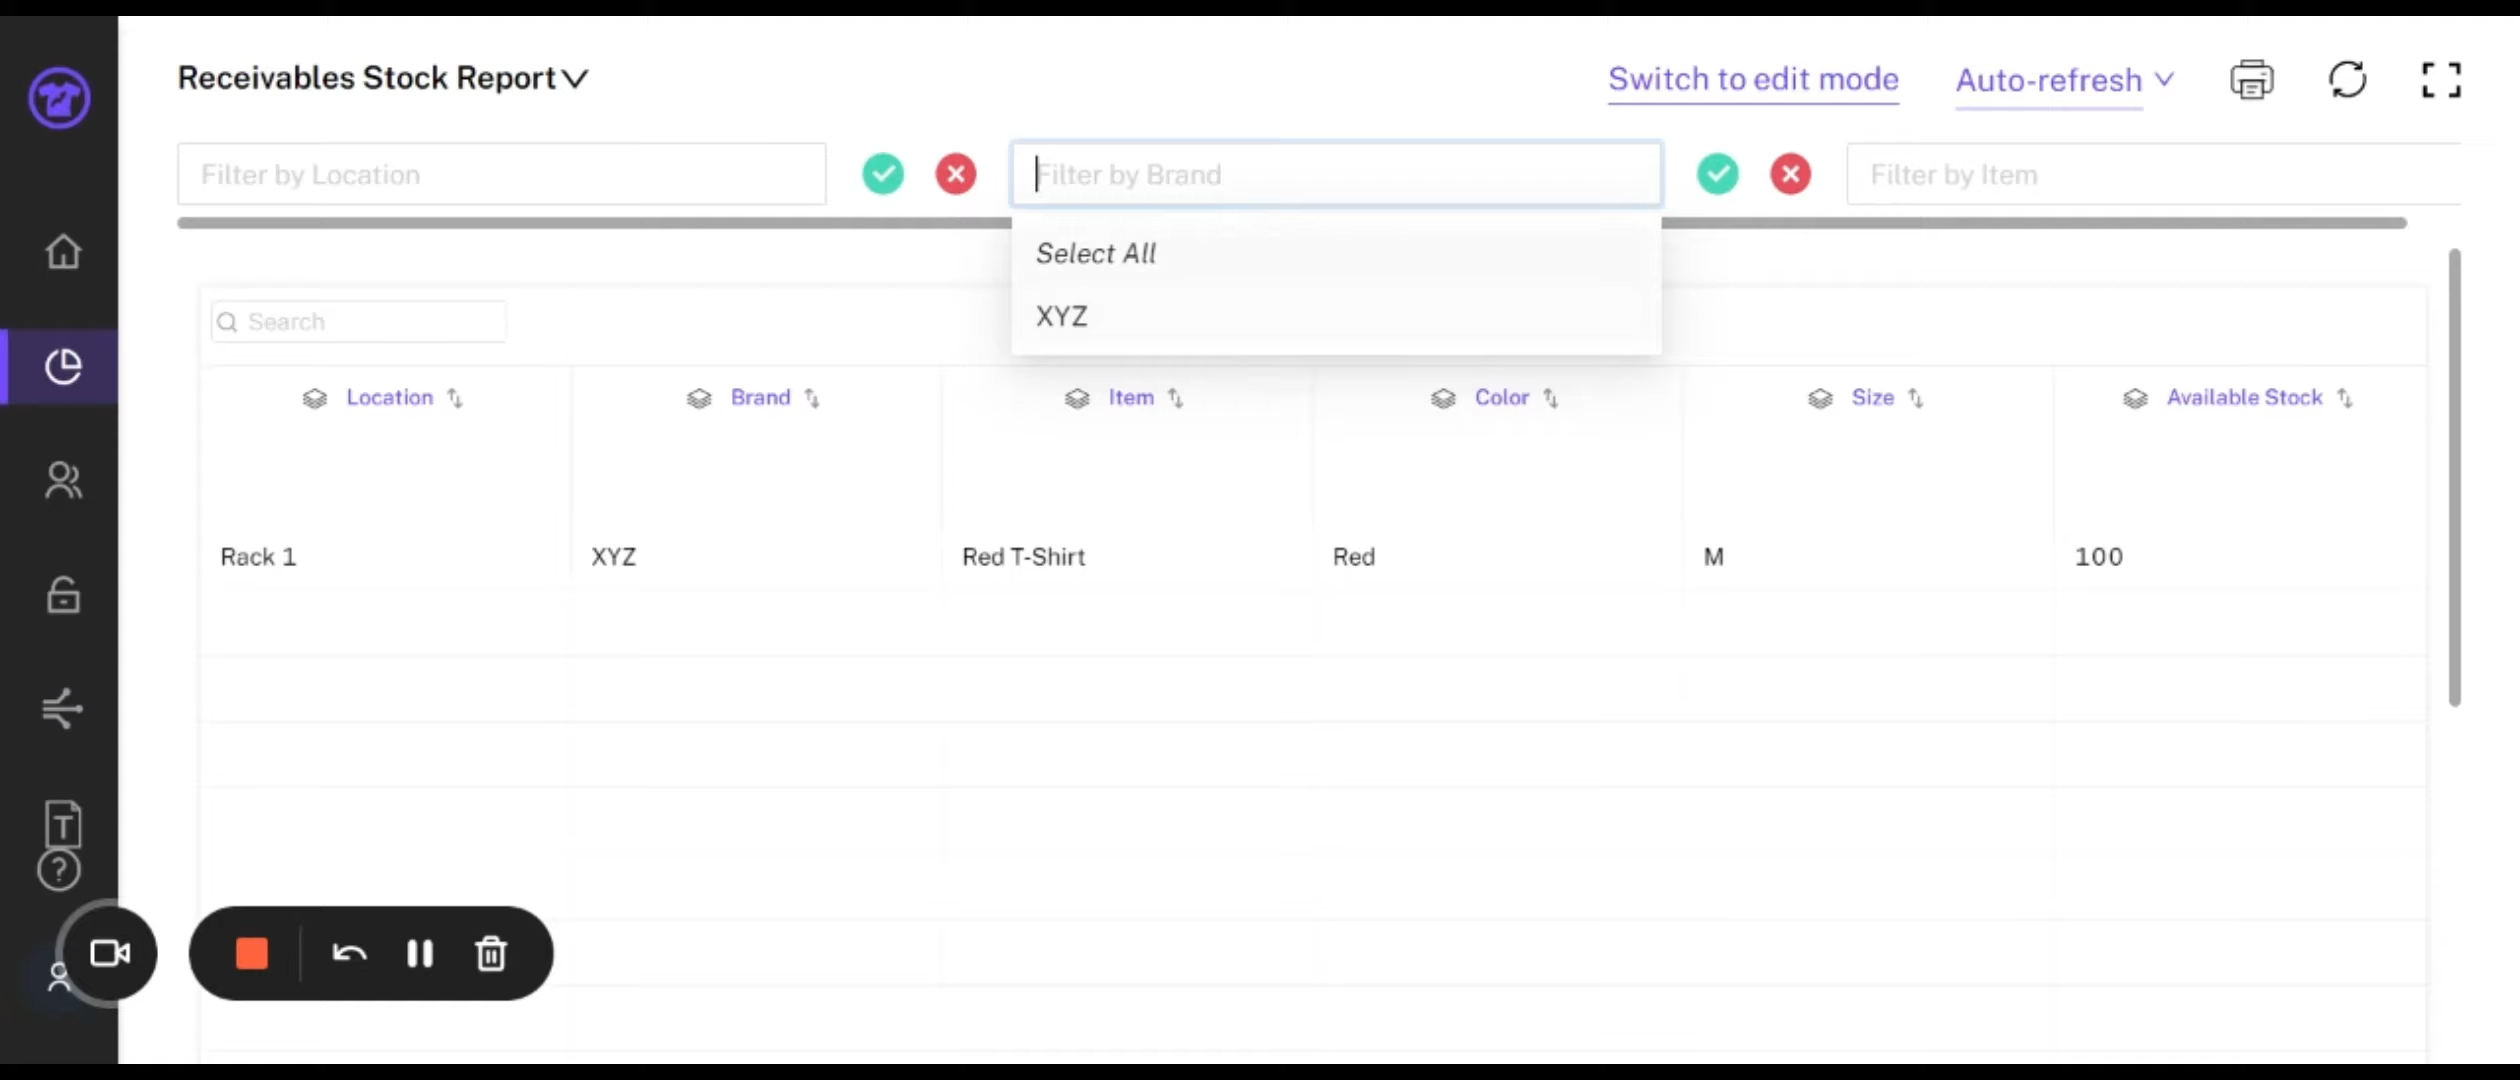 Receivables Stock Report
Switch to edit mode
Auto-refresh
Filter by Location
Filter by Brand
Filter by Item
Select All
XYZ
Search
Location
Brand
Item
Color
Size
Available Stock
Rack 1
XYZ
Red T-Shirt
Red
M
100
T
?